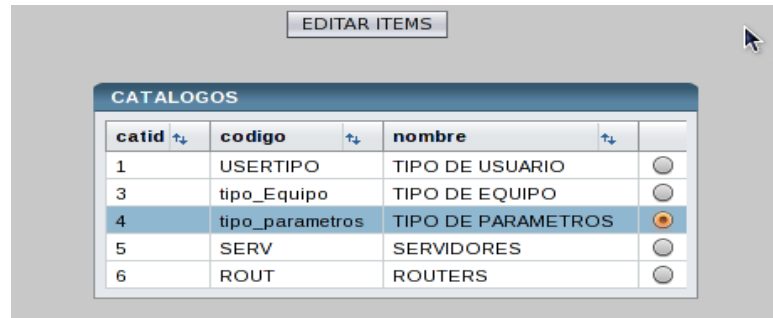 EDITAR ITEMS
CATALOGOS
catid codigo nombre
1 USERTIPO TIPO DE USUARIO
3 tipo_Equipo TIPO DE EQUIPO
4 tipo_parametros TIPO DE PARAMETROS
5 SERV SERVIDORES
6 ROUT ROUTERS